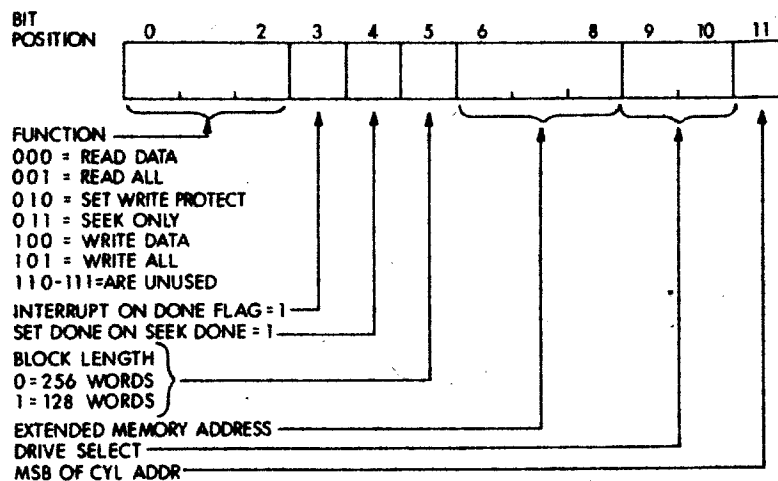 BIT
POSITION
0 2 3 4 5 6 8 9 10 11
FUNCTION
000 = READ DATA
001 = READ ALL
010 = SET WRITE PROTECT
011 = SEEK ONLY
100 = WRITE DATA
101 = WRITE ALL
110-111=ARE UNUSED
INTERRUPT ON DONE FLAG = 1
SET DONE ON SEEK DONE = 1
BLOCK LENGTH
0 = 256 WORDS
1 = 128 WORDS
EXTENDED MEMORY ADDRESS
DRIVE SELECT
MSB OF CYL ADDR